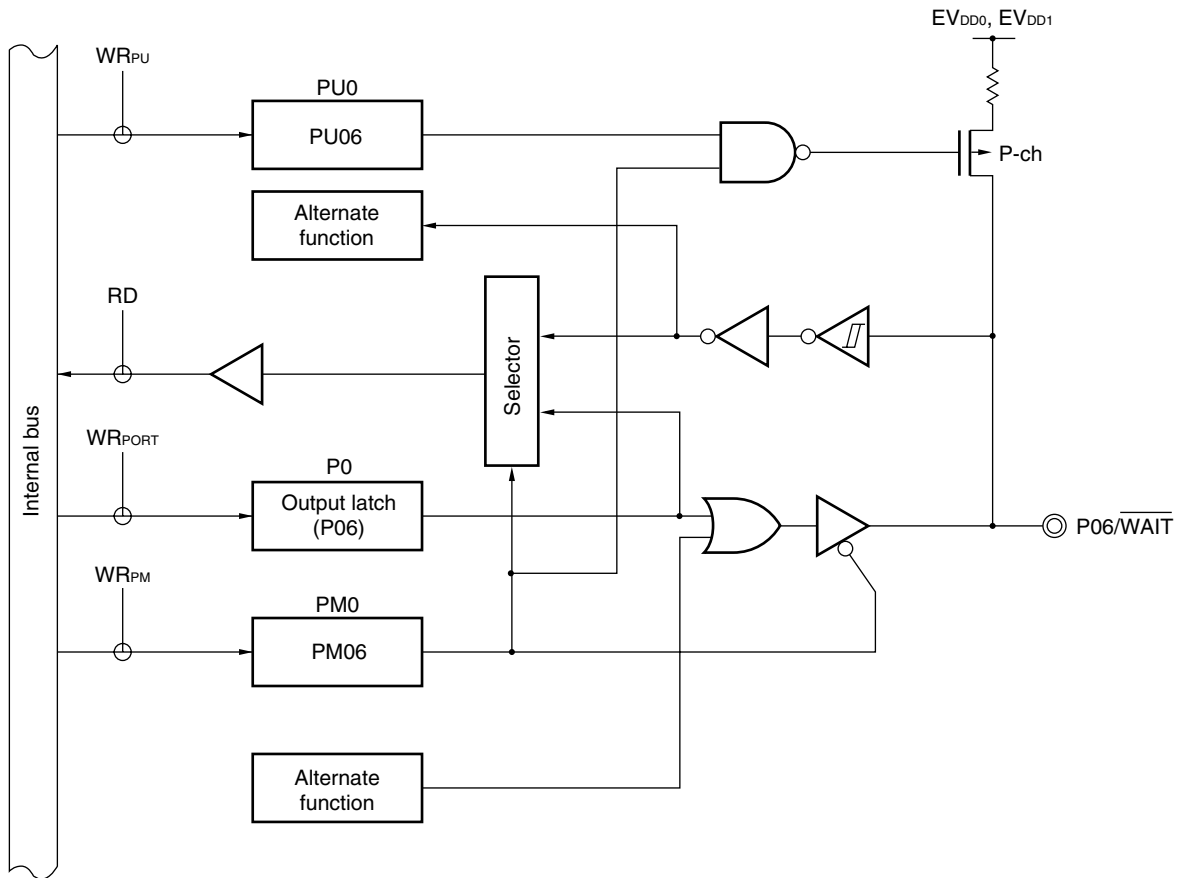 EVDD0, EVDD1
WRPU
PU0
PU06
P-ch
Alternate
function
RD
Selector
Internal bus
WRPORT
P0
Output latch
(P06)
P06/WAIT
WRPM
PM0
PM06
Alternate
function